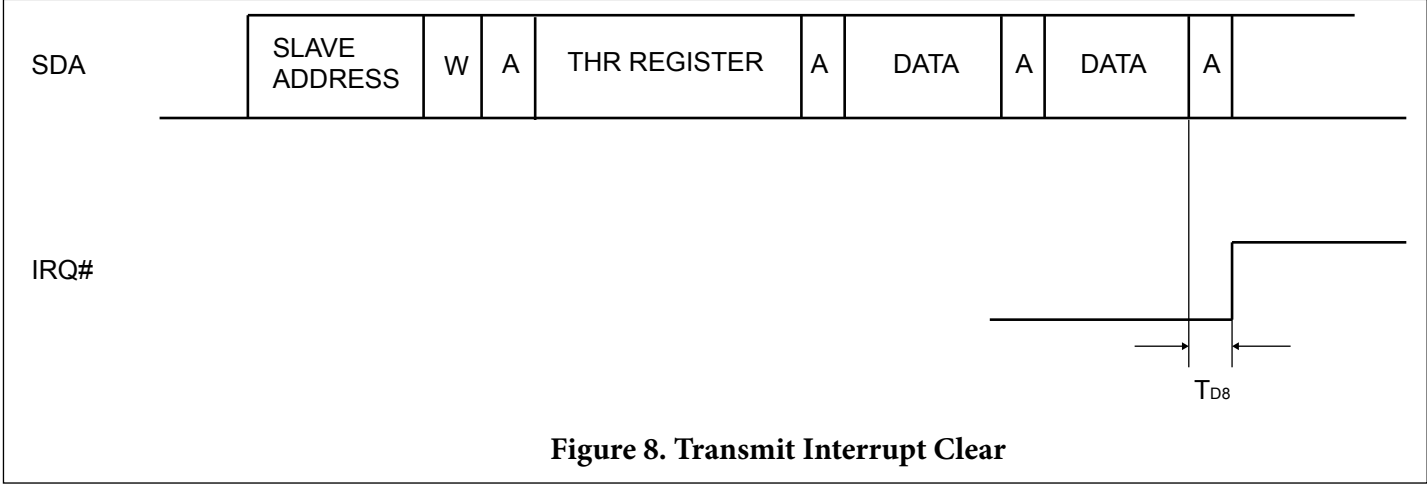 SDA
SLAVE
ADDRESS
W
A
THR REGISTER
A
DATA
A
DATA
A
IRQ#
TD8
Figure 8. Transmit Interrupt Clear